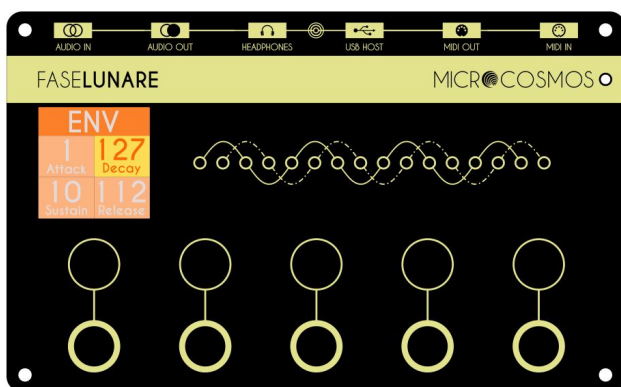 AUDIO IN AUDIO OUT HEADPHONES USB HOST MIDI OUT MIDI IN
FASELUNARE MICROCOSMOS
ENV
1 127
Attack Decay
10 112
Sustain Release